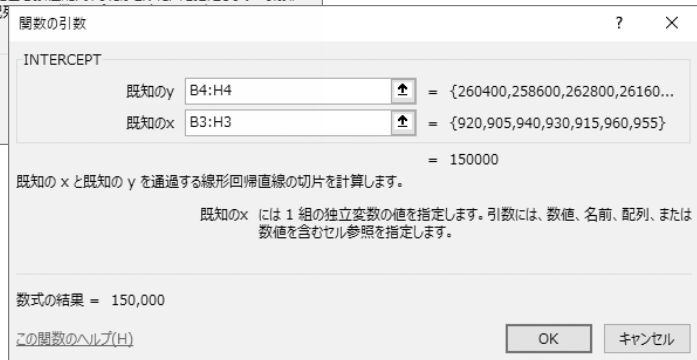 関数の引数
?
×
INTERCEPT
既知のy B4:H4 = {260400,258600,262800,26160...
既知のx B3:H3 = {920,905,940,930,915,960,955}
= 150000
既知の x と既知の y を通過する線形回帰直線の切片を計算します。
既知のx には 1 組の独立変数の値を指定します。引数には、数値、名前、配列、または
数値を含むセル参照を指定します。
数式の結果 = 150,000
この関数のヘルプ(H)
OK
キャンセル